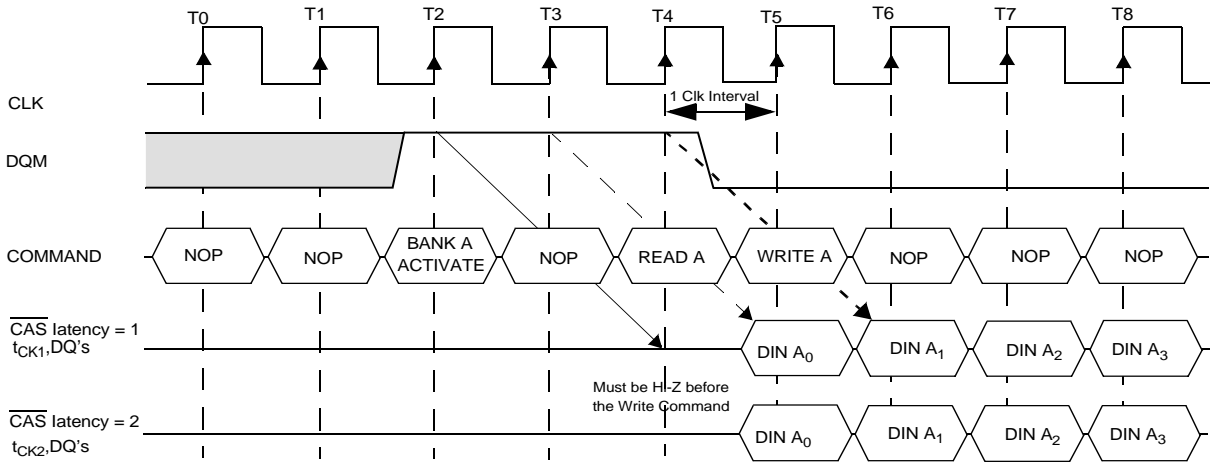 T0 T1 T2 T3 T4 T5 T6 T7 T8
CLK
1 Clk Interval
DQM
COMMAND
NOP NOP BANK A ACTIVATE NOP READ A WRITE A NOP NOP NOP
CAS latency = 1
tCK1,DQ's
DIN A0 DIN A1 DIN A2 DIN A3
Must be Hi-Z before
the Write Command
CAS latency = 2
tCK2,DQ's
DIN A0 DIN A1 DIN A2 DIN A3